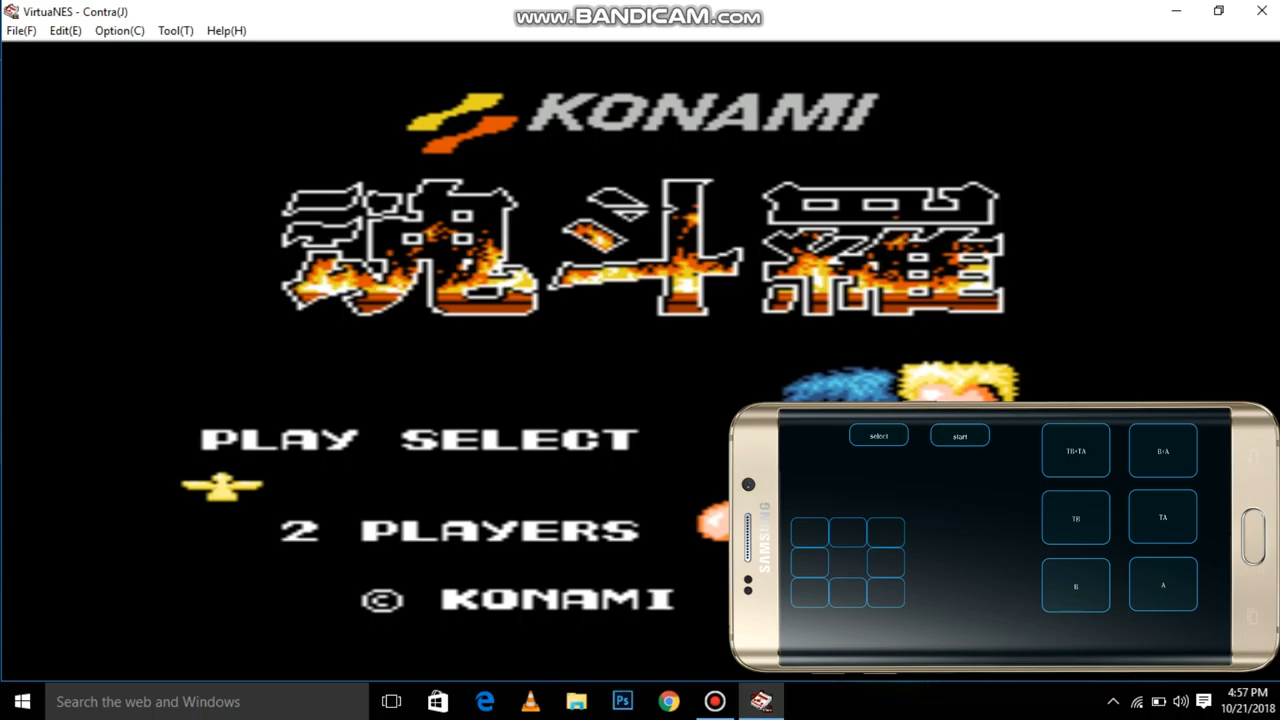 VirtuaNES - Contra(J)
www.BANDICAM.com
File(F) Edit(E) Option(C) Tool(T) Help(H)
KONAMI
魂斗羅
PLAY SELECT
2 PLAYERS
© KONAMI
SAMSUNG
select start
TB+TA B+A
TB TA
B A
Search the web and Windows
Ps
4:57 PM
10/21/2018